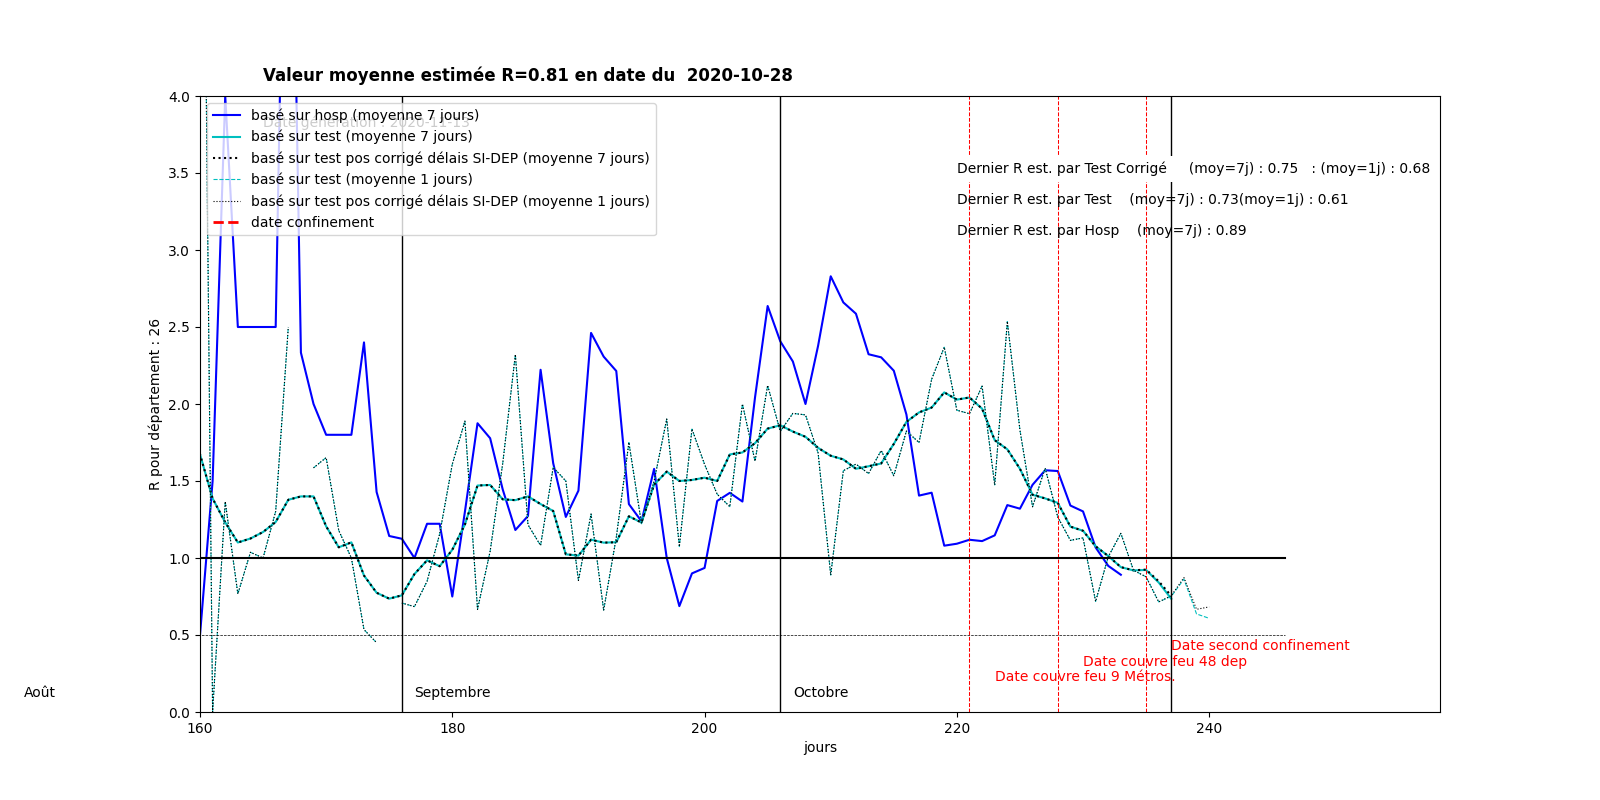 Valeur moyenne estimée R=0.81 en date du  2020-10-28
4.0
3.5
3.0
2.5
2.0
1.5
1.0
0.5
0.0
R pour département : 26
basé sur hosp (moyenne 7 jours)
Date génération : 2020-11-13
basé sur test (moyenne 7 jours)
basé sur test pos corrigé délais SI-DEP (moyenne 7 jours)
basé sur test (moyenne 1 jours)
basé sur test pos corrigé délais SI-DEP (moyenne 1 jours)
date confinement
Dernier R est. par Test Corrigé     (moy=7j) : 0.75   : (moy=1j) : 0.68
Dernier R est. par Test    (moy=7j) : 0.73(moy=1j) : 0.61
Dernier R est. par Hosp    (moy=7j) : 0.89
Date second confinement
Date couvre feu 48 dep
Date couvre feu 9 Métros.
Août
Septembre
Octobre
160
180
200
220
240
jours